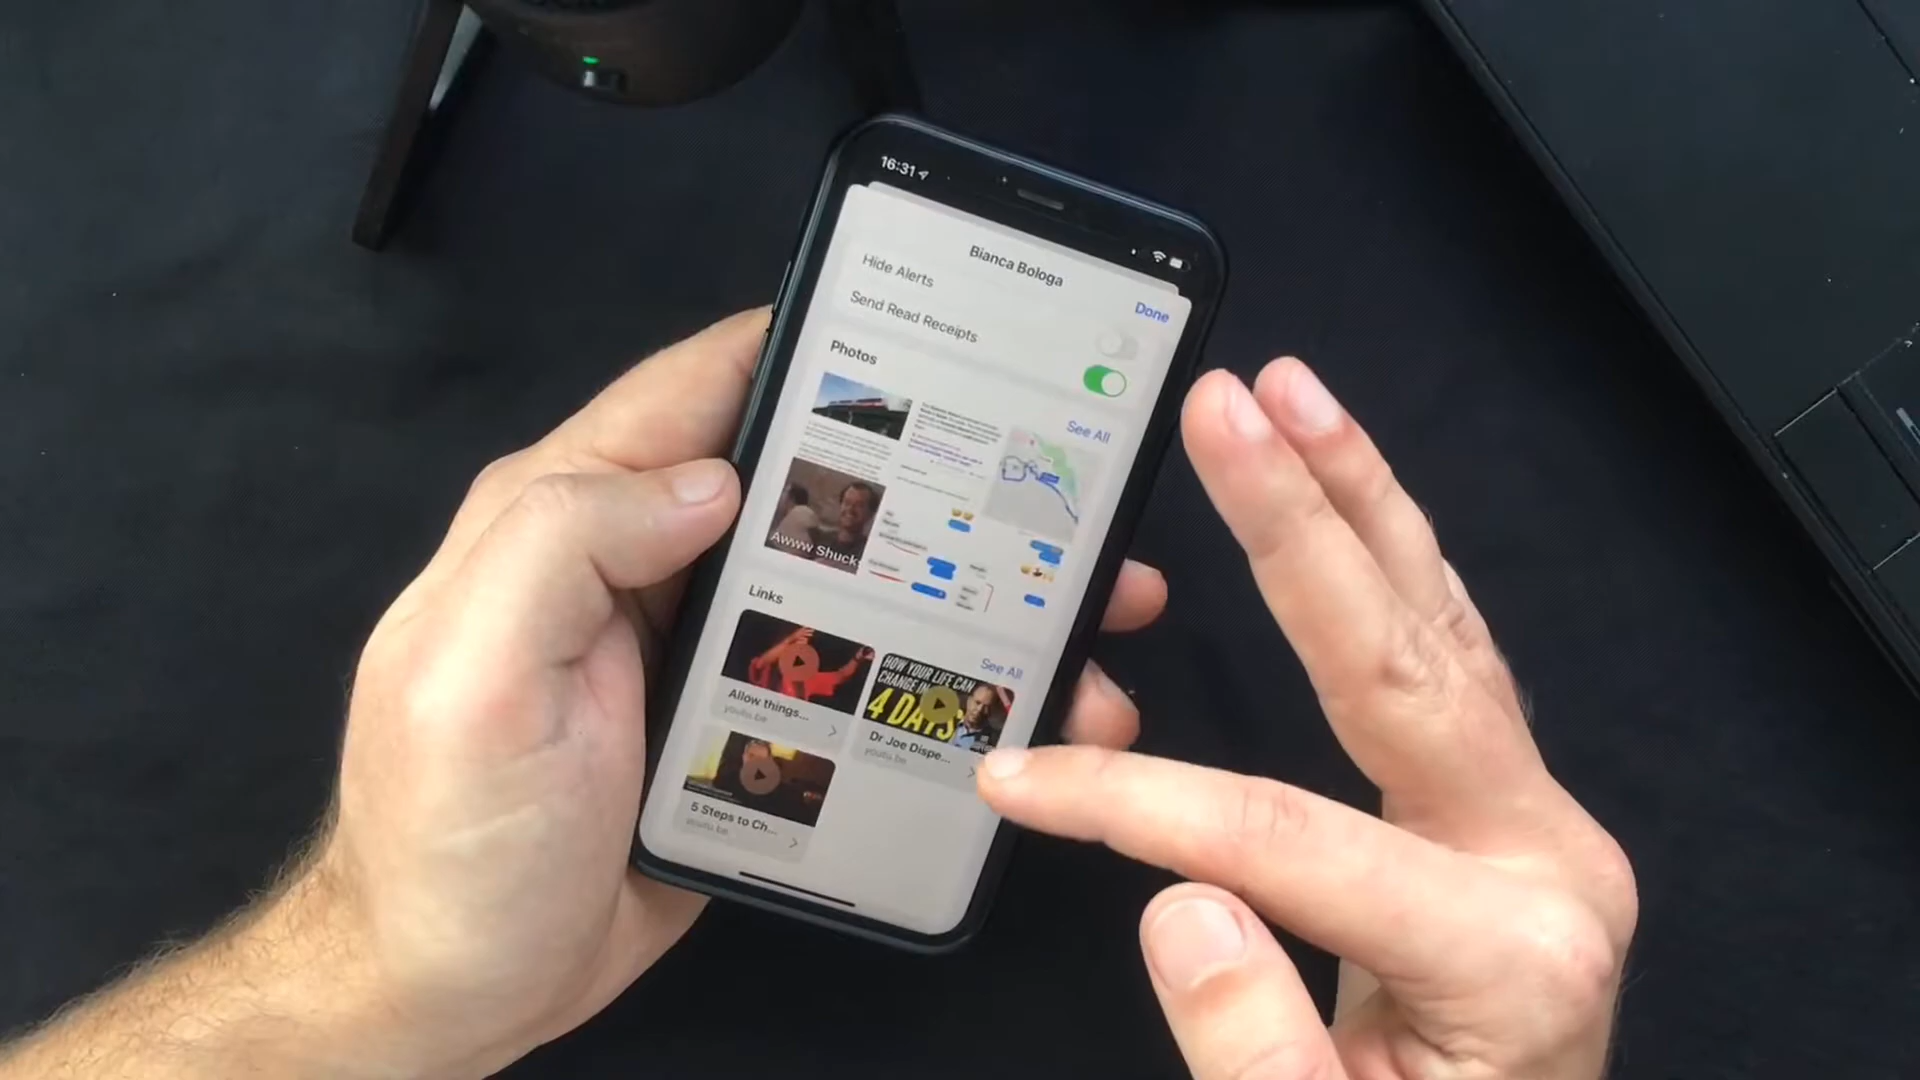 16:31
Bianca Bologa
Done
Hide Alerts
Send Read Receipts
Photos
See All
Awww Shuck
Links
See All
Allow things...
youtu.be
HOW YOUR LIFE CAN
CHANGE IN
4 DAYS
Dr Joe Dispe...
youtu.be
5 Steps to Ch...
youtu.be